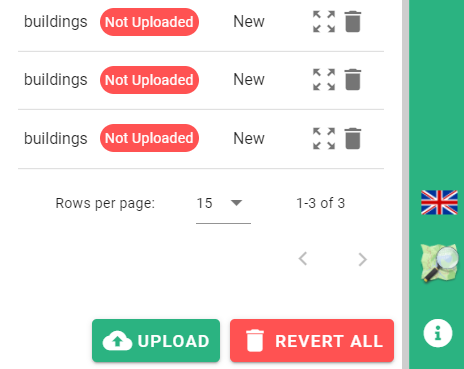 buildings Not Uploaded New
buildings Not Uploaded New
buildings Not Uploaded New
Rows per page: 15 1-3 of 3
UPLOAD REVERT ALL